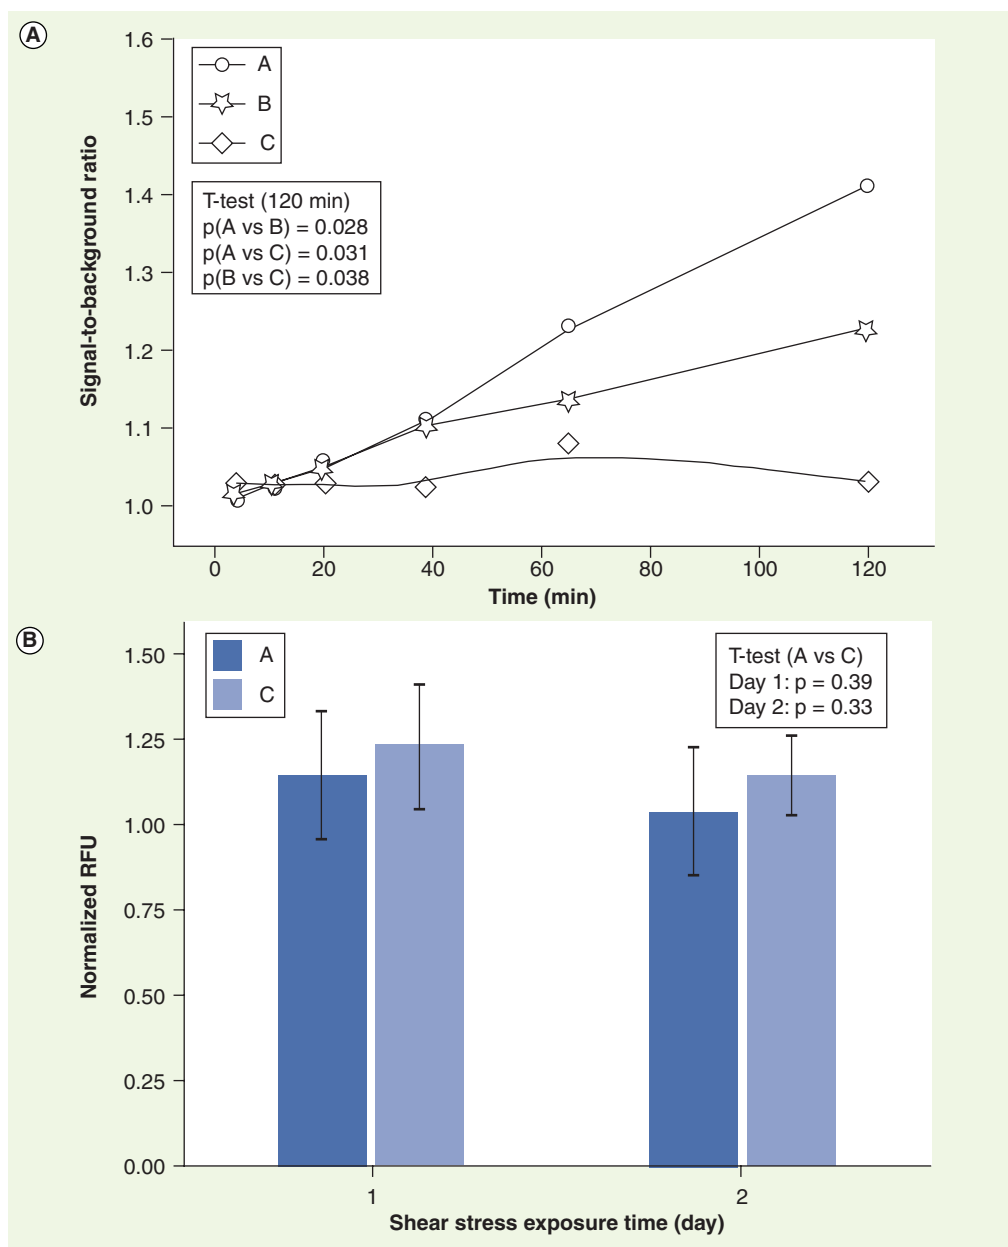 A
1.6
1.5
1.4
1.3
1.2
1.1
1.0
Signal-to-background ratio
A
B
C
T-test (120 min)
p(A vs B) = 0.028
p(A vs C) = 0.031
p(B vs C) = 0.038
0 20 40 60 80 100 120
Time (min)
B
1.50
1.25
1.00
0.75
0.50
0.25
0.00
Normalized RFU
A
C
T-test (A vs C)
Day 1: p = 0.39
Day 2: p = 0.33
1 2
Shear stress exposure time (day)